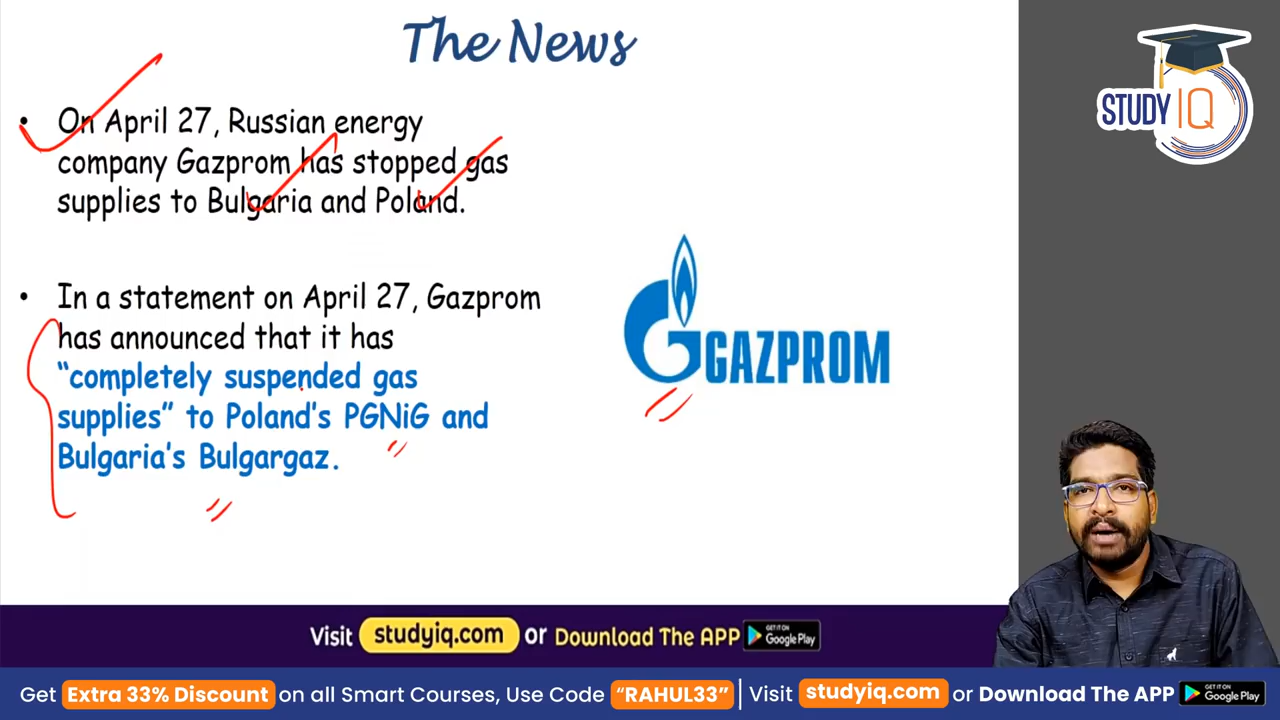 The News
• On April 27, Russian energy
company Gazprom has stopped gas
supplies to Bulgaria and Poland.
• In a statement on April 27, Gazprom
has announced that it has
“completely suspended gas
supplies” to Poland’s PGNiG and
Bulgaria’s Bulgargaz.
GAZPROM
STUDY IQ
Visit studyiq.com or Download The APP GET IT ON Google Play
Get Extra 33% Discount on all Smart Courses, Use Code “RAHUL33” | Visit studyiq.com or Download The APP GET IT ON Google Play